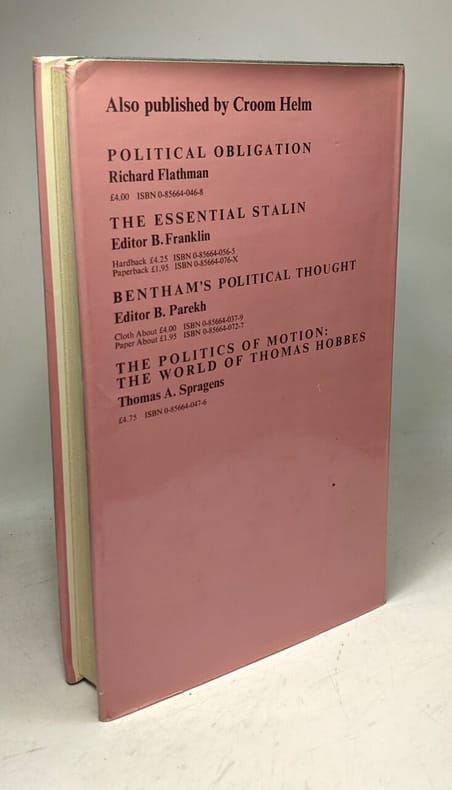 Also published by Croom Helm
POLITICAL OBLIGATION
Richard Flathman
£4.00 ISBN 0-85664-046-8
THE ESSENTIAL STALIN
Editor B. Franklin
Hardback £4.25 ISBN 0-85664-056-5
Paperback £1.95 ISBN 0-85664-076-X
BENTHAM'S POLITICAL THOUGHT
Editor B. Parekh
Cloth About £4.00 ISBN 0-85664-037-9
Paper About £1.95 ISBN 0-85664-072-7
THE POLITICS OF MOTION:
THE WORLD OF THOMAS HOBBES
Thomas A. Spragens
£4.75 ISBN 0-85664-047-6